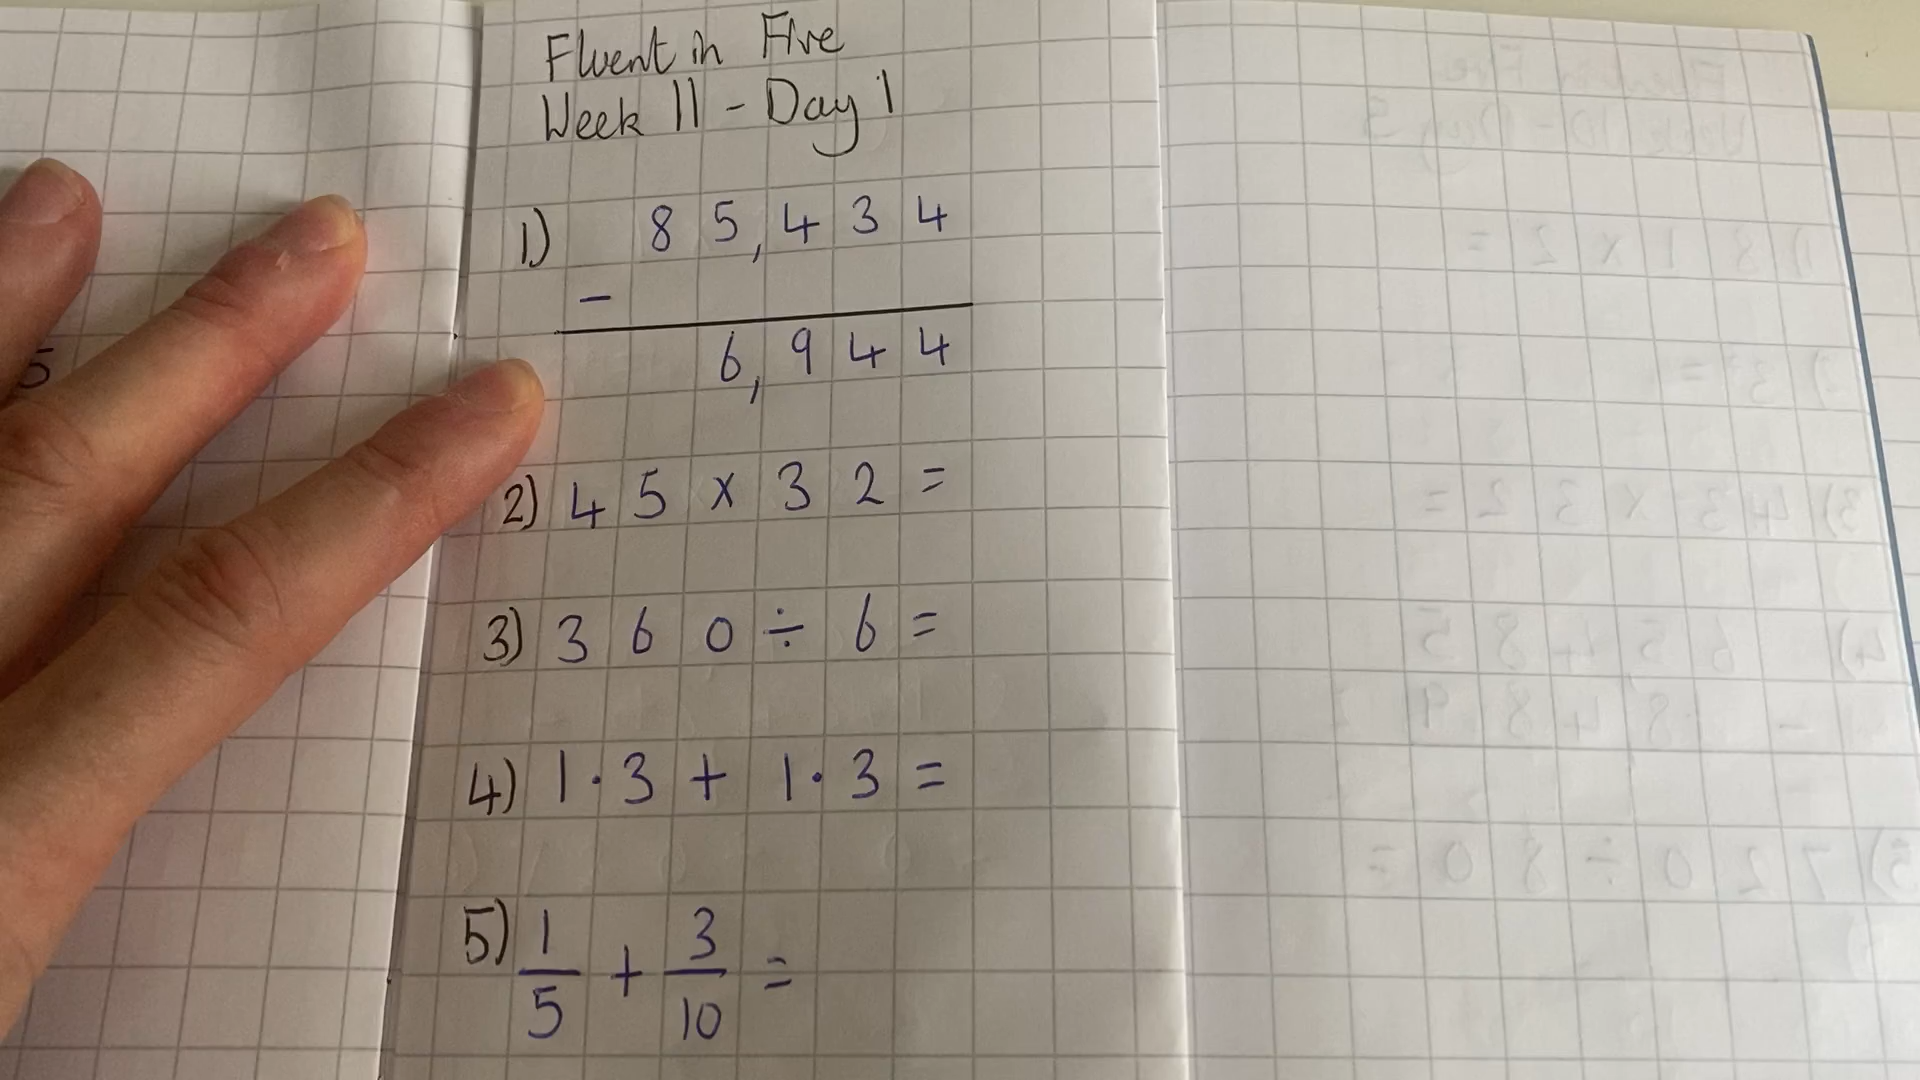 Fluent in Five
Week 11 - Day 1
1) 85,434
-
6,944
2) 45 x 32 =
3) 360 ÷ 6 =
4) 1·3 + 1·3 =
5) 1/5 + 3/10 =
5